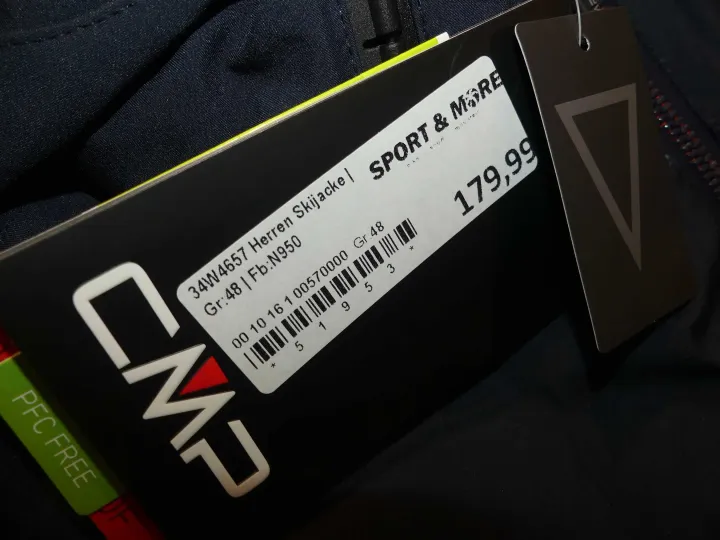 SPORT & MORE
179,99
34W4657 Herren Skijacke |
Gr:48 | Fb:N950
00 10 16 1 00570000 Gr.48
* 5 1 9 5 3 *
CMP
PFC FREE